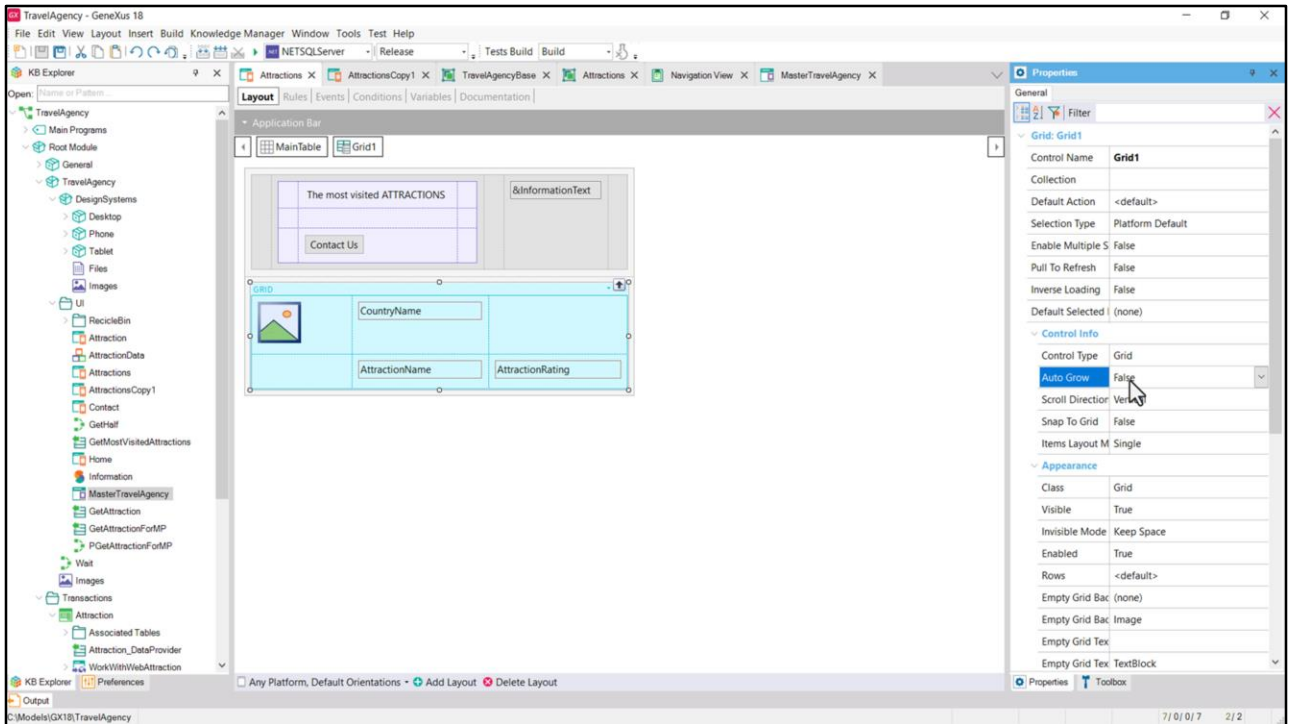 TravelAgency - GeneXus 18
File Edit View Layout Insert Build Knowledge Manager Window Tools Test Help
NETSQLServer Release Tests Build Build
KB Explorer
Open: Name or Pattern...
TravelAgency
Main Programs
Root Module
General
TravelAgency
DesignSystems
Desktop
Phone
Tablet
Files
Images
UI
RecicleBin
Attraction
AttractionData
Attractions
AttractionsCopy1
Contact
GetHalf
GetMostVisitedAttractions
Home
Information
MasterTravelAgency
GetAttraction
GetAttractionForMP
PGetAttractionForMP
Wait
Images
Transactions
Attraction
Associated Tables
Attraction_DataProvider
WorkWithWebAttraction
KB Explorer Preferences
Attractions AttractionsCopy1 TravelAgencyBase Attractions Navigation View MasterTravelAgency
Layout Rules Events Conditions Variables Documentation
Application Bar
MainTable Grid1
The most visited ATTRACTIONS
&InformationText
Contact Us
GRID
CountryName
AttractionName AttractionRating
Any Platform, Default Orientations Add Layout Delete Layout
Properties
General
Filter
Grid: Grid1
Control Name Grid1
Collection
Default Action <default>
Selection Type Platform Default
Enable Multiple S False
Pull To Refresh False
Inverse Loading False
Default Selected (none)
Control Info
Control Type Grid
Auto Grow False
Scroll Direction
Snap To Grid False
Items Layout M Single
Appearance
Class Grid
Visible True
Invisible Mode Keep Space
Enabled True
Rows <default>
Empty Grid Bac (none)
Empty Grid Bac Image
Empty Grid Tex
Empty Grid Tex TextBlock
Properties Toolbox
Output
C:\Models\GX18\TravelAgency 7/0/0/7 2/2